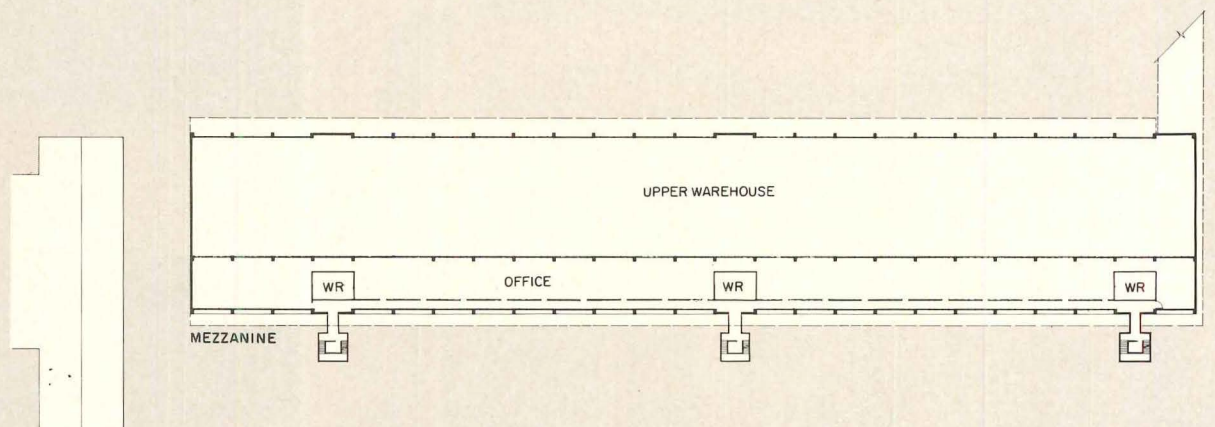 UPPER WAREHOUSE
WR
OFFICE
WR
WR
MEZZANINE